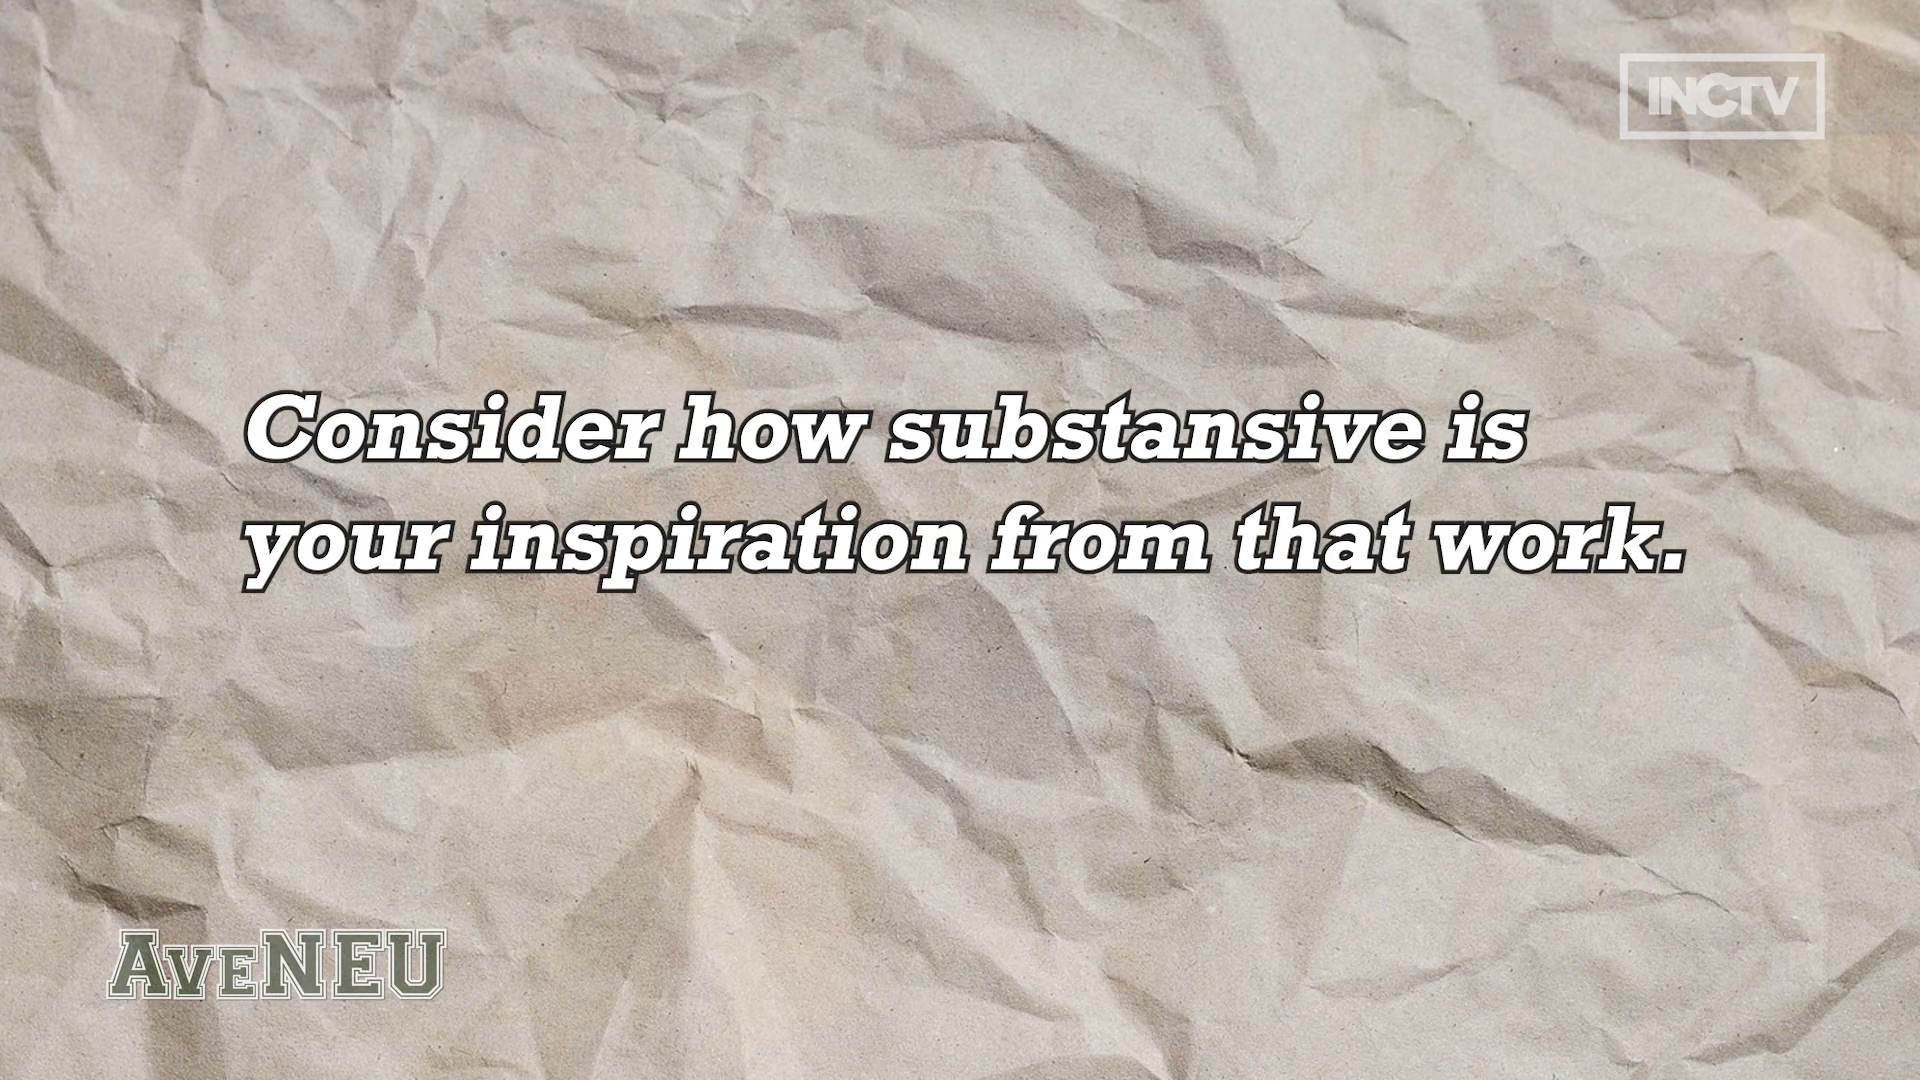 INCTV
Consider how substansive is
your inspiration from that work.
AVENEU